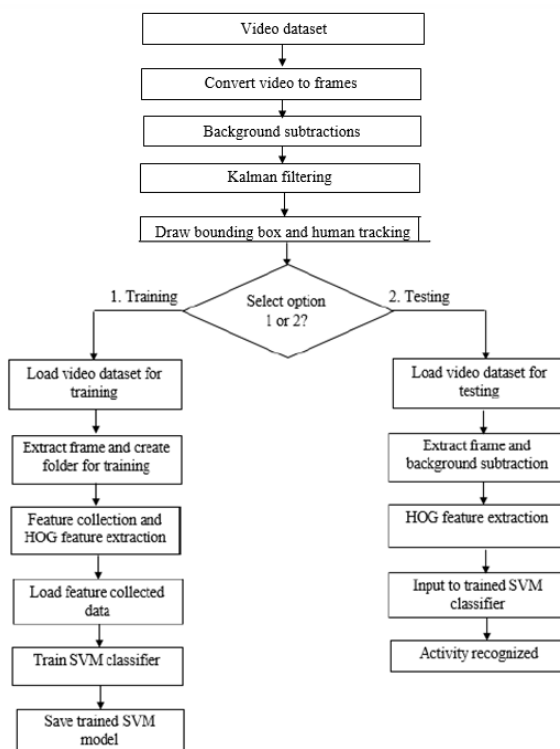 Video dataset
Convert video to frames
Background subtractions
Kalman filtering
Draw bounding box and human tracking
Select option
1 or 2?
1. Training
Load video dataset for
training
Extract frame and create
folder for training
Feature collection and
HOG feature extraction
Load feature collected
data
Train SVM classifier
Save trained SVM
model
2. Testing
Load video dataset for
testing
Extract frame and
background subtraction
HOG feature extraction
Input to trained SVM
classifier
Activity recognized